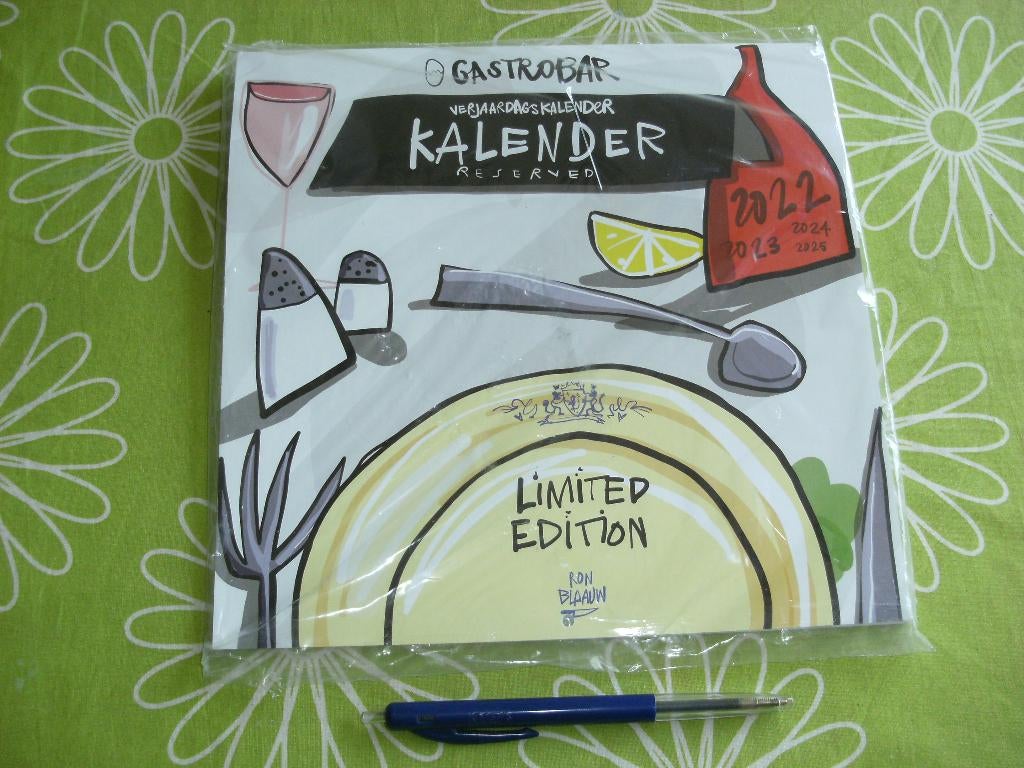 GASTROBAR
VERJAARDAGSKALENDER
KALENDER
RESERVED
2022
2023
2024
2025
LIMITED
EDITION
RON
BLAAUW